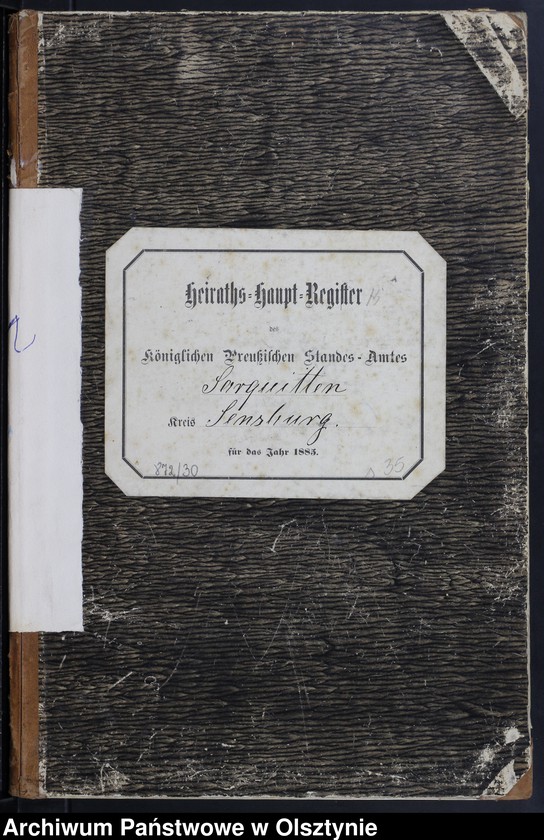 Heiraths-Haupt-Register 15
des
Königlichen Preußischen Standes-Amtes
Sorquitten
Kreis Sensburg.
für das Jahr 1885.
872/30
35
Archiwum Państwowe w Olsztynie